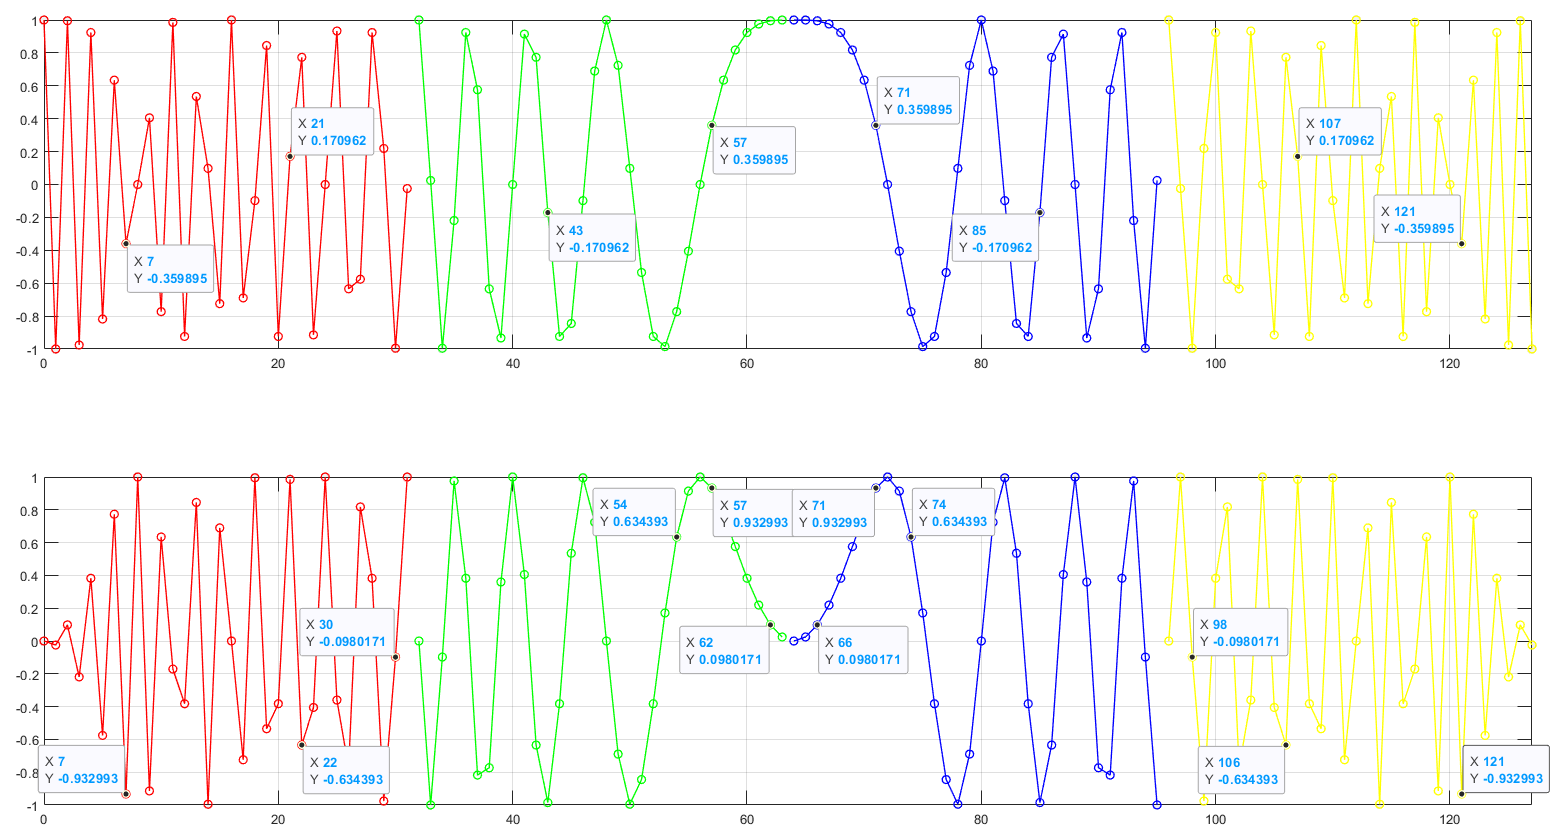 1
0.8
0.6
0.4
0.2
0
-0.2
-0.4
-0.6
-0.8
-1
X 21
Y 0.170962
X 7
Y -0.359895
X 43
Y -0.170962
X 57
Y 0.359895
X 71
Y 0.359895
X 85
Y -0.170962
X 107
Y 0.170962
X 121
Y -0.359895
0 20 40 60 80 100 120
1
0.8
0.6
0.4
0.2
0
-0.2
-0.4
-0.6
-0.8
-1
X 54
Y 0.634393
X 57
Y 0.932993
X 71
Y 0.932993
X 74
Y 0.634393
X 30
Y -0.0980171
X 62
Y 0.0980171
X 66
Y 0.0980171
X 98
Y -0.0980171
X 7
Y -0.932993
X 22
Y -0.634393
X 106
Y -0.634393
X 121
Y -0.932993
0 20 40 60 80 100 120